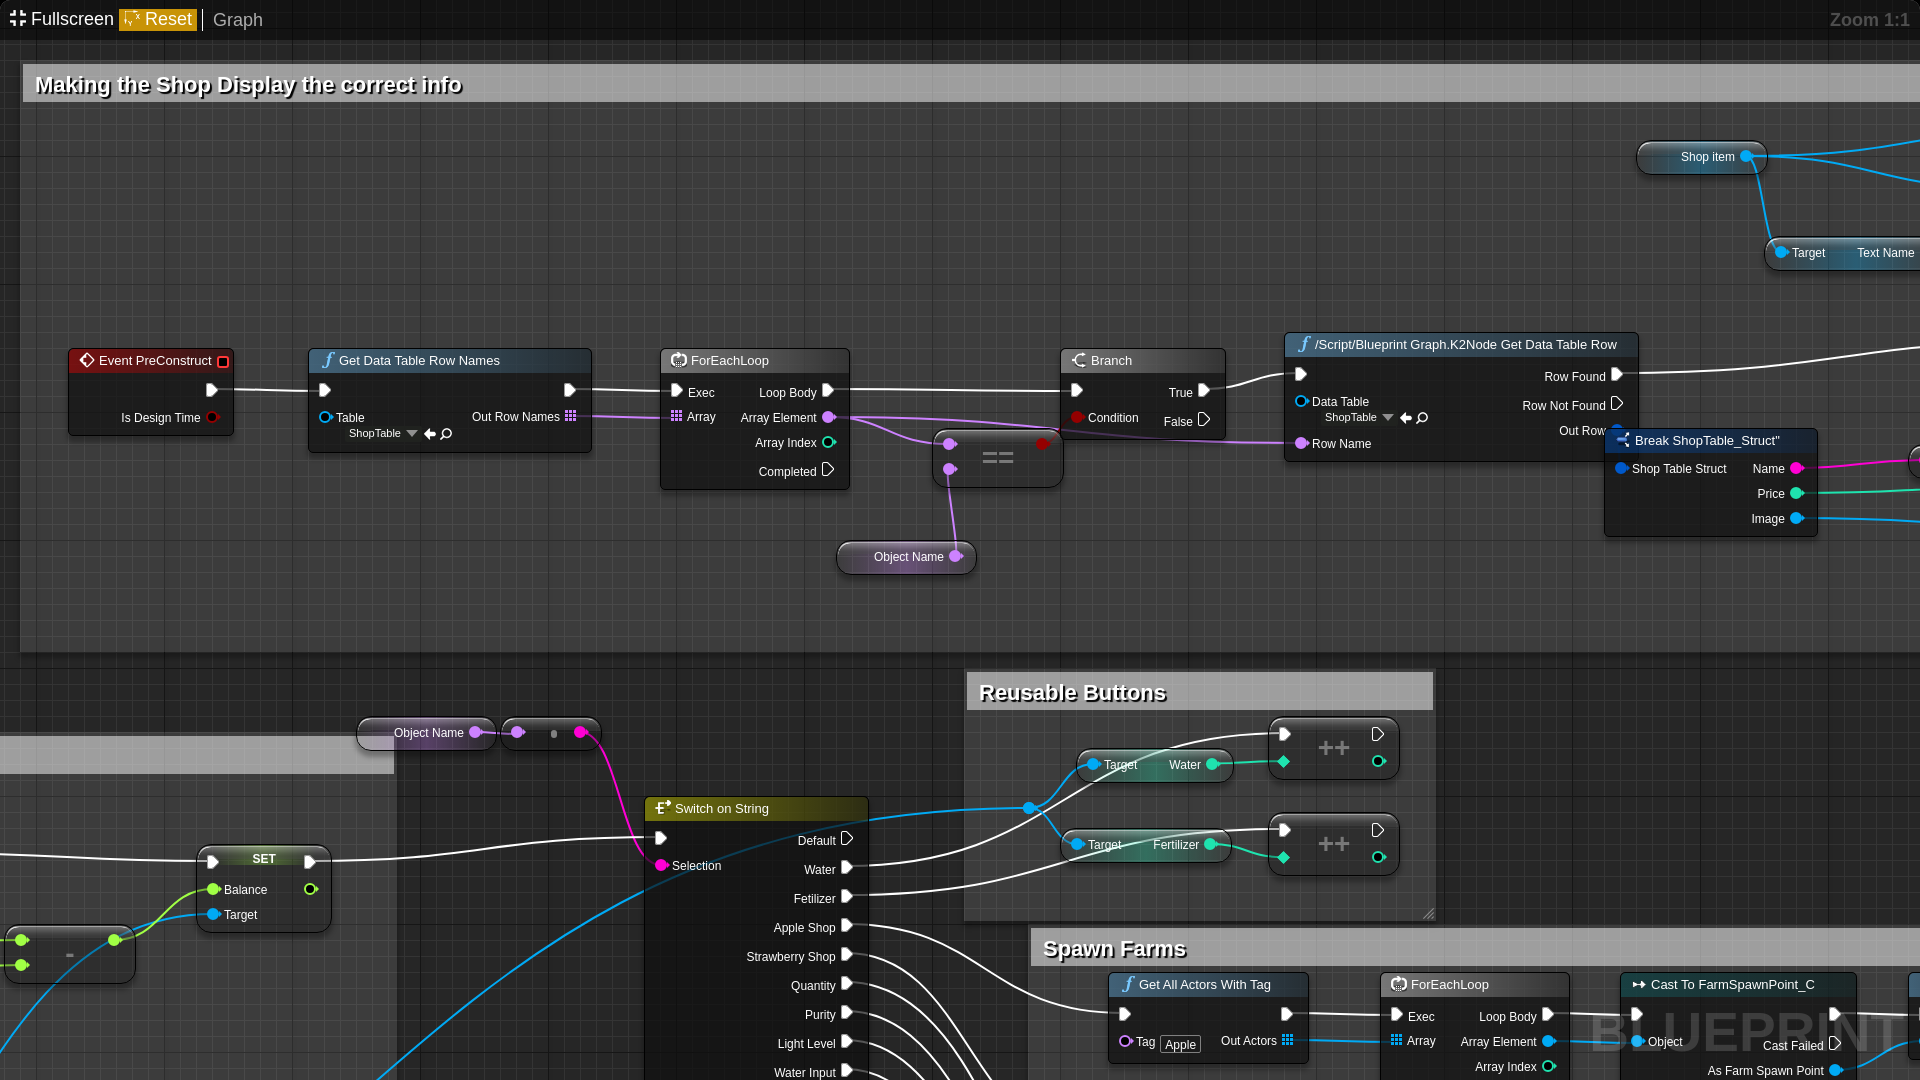 Fullscreen Reset Graph Zoom 1:1
Making the Shop Display the correct info
Shop item
Target Text Name
Event PreConstruct
Is Design Time
Get Data Table Row Names
Table
ShopTable
Out Row Names
ForEachLoop
Exec Loop Body
Array Array Element
Array Index
Completed
==
Object Name
Branch
True
Condition False
/Script/Blueprint Graph.K2Node Get Data Table Row
Row Found
Data Table Row Not Found
ShopTable
Out Row
Row Name
Break ShopTable_Struct"
Shop Table Struct Name
Price
Image
Object Name
SET
Balance
Target
-
Switch on String
Default
Selection
Water
Fetilizer
Apple Shop
Strawberry Shop
Quantity
Purity
Light Level
Water Input
Reusable Buttons
Target Water
++
Target Fertilizer
++
Spawn Farms
Get All Actors With Tag
Tag Apple Out Actors
ForEachLoop
Exec Loop Body
Array Array Element
Array Index
Cast To FarmSpawnPoint_C
Object Cast Failed
As Farm Spawn Point
BLUEPRINT